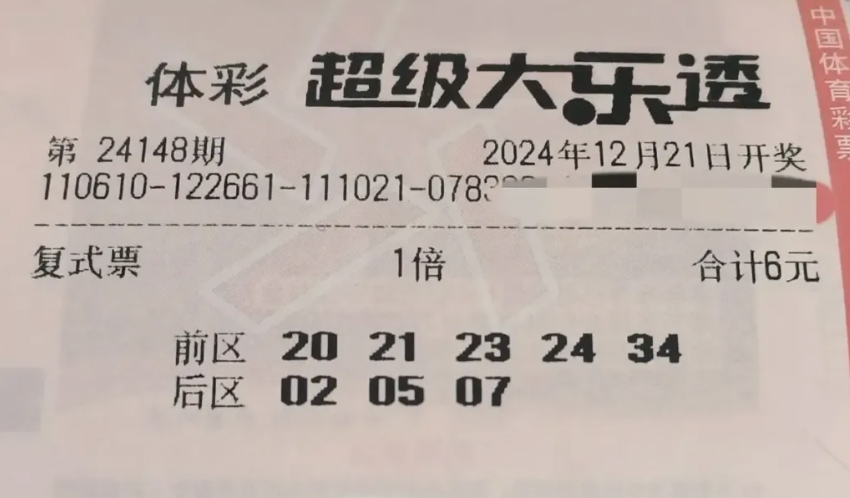 体彩 超级大乐透
第 24148期 2024年12月21日开奖
110610-122661-111021-078
复式票 1倍 合计6元
前区 20 21 23 24 34
后区 02 05 07
中国体育彩票